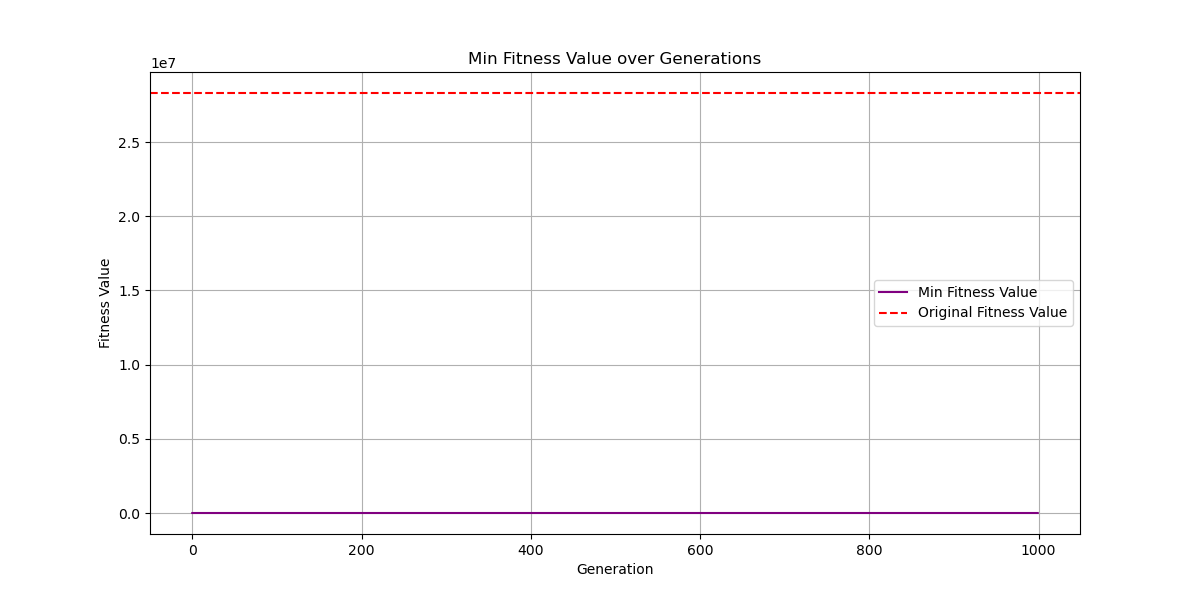 Min Fitness Value over Generations
1e7
2.5
2.0
1.5
1.0
0.5
0.0
Fitness Value
Min Fitness Value
Original Fitness Value
0 200 400 600 800 1000
Generation